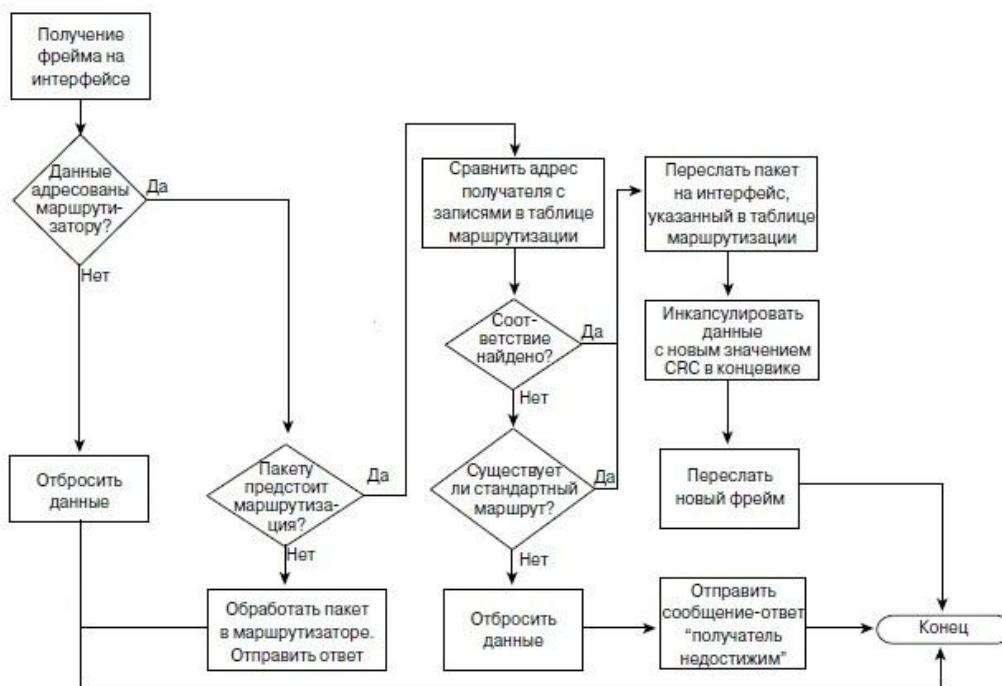 Получение
фрейма на
интерфейсе
Данные
адресованы
маршрути-
затору?
Да
Нет
Отбросить
данные
Пакету
предстоит
маршрутиза-
ция?
Да
Нет
Обработать пакет
в маршрутизаторе.
Отправить ответ
Сравнить адрес
получателя с
записями в таблице
маршрутизации
Соот-
ветствие
найдено?
Да
Нет
Существует
ли стандартный
маршрут?
Да
Нет
Отбросить
данные
Переслать пакет
на интерфейс,
указанный в таблице
маршрутизации
Инкапсулировать
данные
с новым значением
CRC в концевике
Переслать
новый фрейм
Отправить
сообщение-ответ
“получатель
недостижим”
Конец